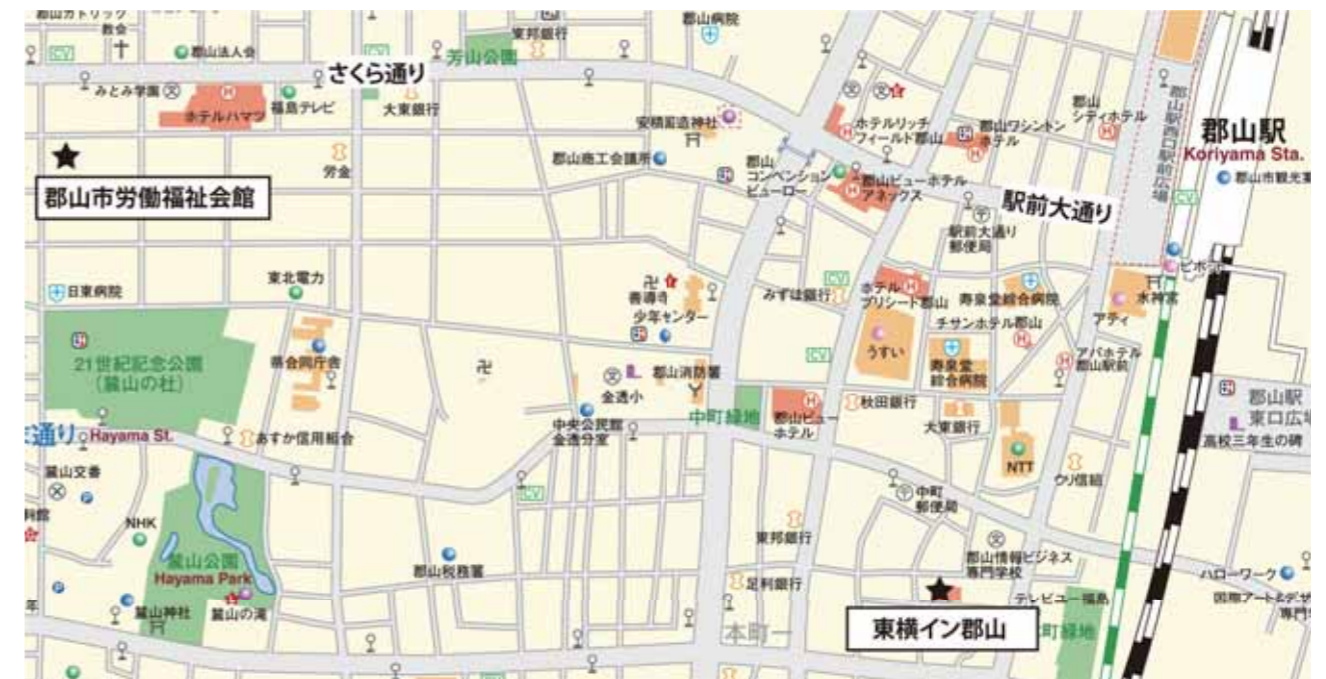 教会
CV
郡山法人会
CV
東邦銀行
芳山公園
郡山病院
さくら通り
みとみ学園
ホテルハマツ
福島テレビ
大東銀行
安積国造神社
ホテルリッチ
フィールド郡山
郡山ワシントン
ホテル
郡山
シティホテル
郡山駅西口駅前広場
郡山駅
Koriyama Sta.
郡山市労働福祉会館
労金
郡山商工会議所
郡山
コンベンション
ビューロー
郡山ビューホテル
アネックス
駅前大通り
駅前大通り
郵便局
CV
日東病院
東北電力
善導寺
少年センター
みずほ銀行
CV
ホテル
プリシード郡山
寿泉堂綜合病院
水神宮
アティ
チサンホテル郡山
うすい
CV
21世紀記念公園
(麓山の杜)
県合同庁舎
郡山消防署
金透小
寿泉堂
綜合病院
アパホテル
郡山駅前
郡山駅
東口広場
高校三年生の碑
中町緑地
郡山ビュー
ホテル
秋田銀行
大東銀行
NTT
中央公民館
金透分室
Hayama St.
あすか信用組合
麓山交番
P
CV
中町
郵便局
NHK
麓山公園
Hayama Park
麓山の滝
麓山神社
P
郡山税務署
東邦銀行
足利銀行
郡山情報ビジネス
専門学校
テレビユー福島
ハローワーク
東横イン郡山
本町一
町緑地